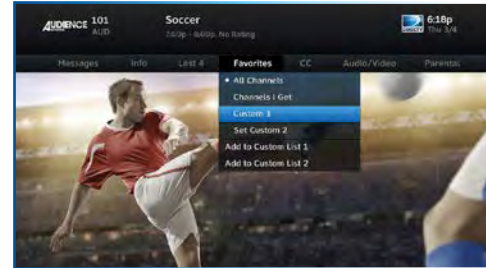 AUDIENCE 101
AUD
Soccer
7:00p - 8:00p, No Rating
DIRECTV
6:18p
Thu 3/4
Messages Info Last 4 Favorites CC Audio/Video Parental
• All Channels
Channels I Get
Custom 1
Set Custom 2
Add to Custom List 1
Add to Custom List 2